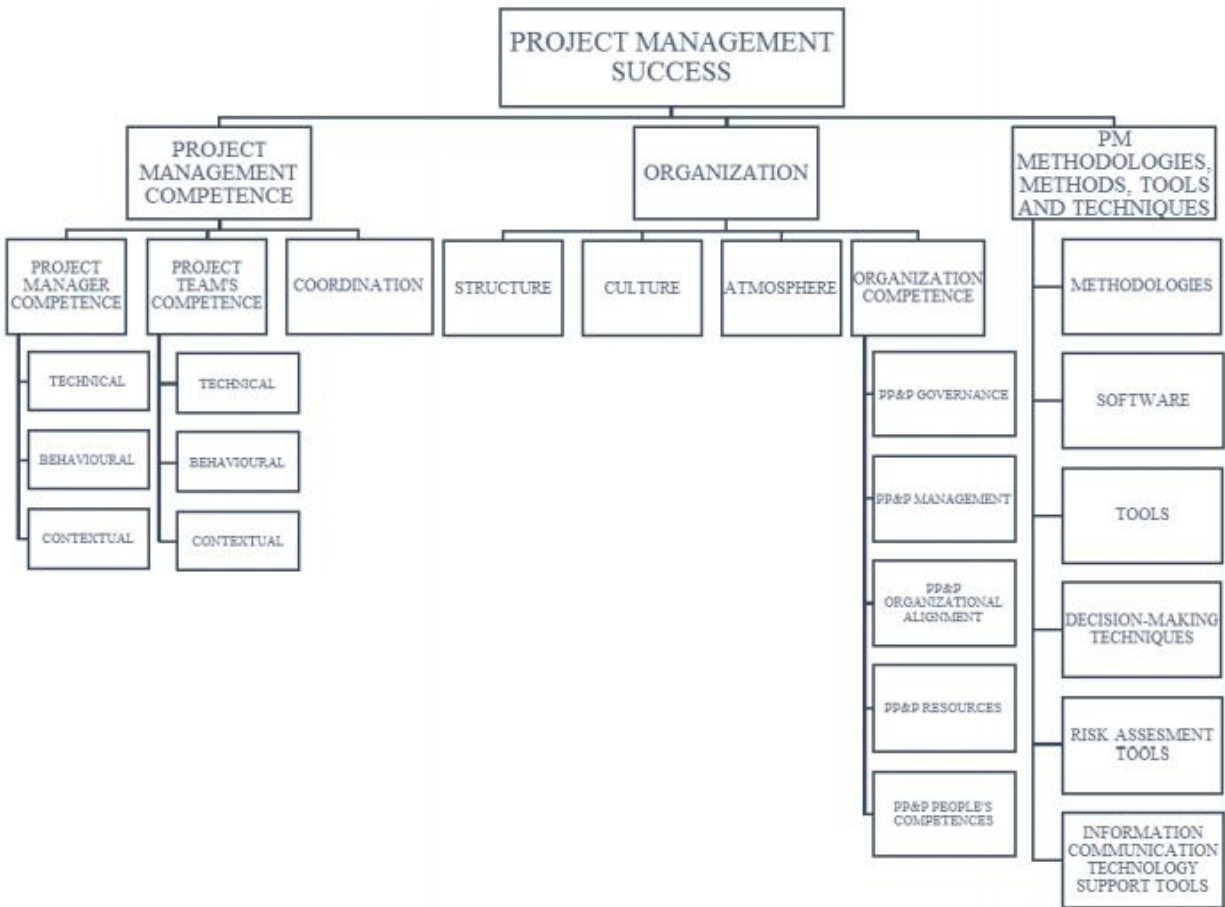 PROJECT MANAGEMENT
SUCCESS
PROJECT
MANAGEMENT
COMPETENCE
ORGANIZATION
PM
METHODOLOGIES,
METHODS, TOOLS
AND TECHNIQUES
PROJECT
MANAGER
COMPETENCE
PROJECT
TEAM'S
COMPETENCE
COORDINATION
STRUCTURE
CULTURE
ATMOSPHERE
ORGANIZATION
COMPETENCE
METHODOLOGIES
TECHNICAL
BEHAVIOURAL
CONTEXTUAL
TECHNICAL
BEHAVIOURAL
CONTEXTUAL
PP&P GOVERNANCE
PP&P MANAGEMENT
PP&P
ORGANIZATIONAL
ALIGNMENT
PP&P RESOURCES
PP&P PEOPLE'S
COMPETENCES
SOFTWARE
TOOLS
DECISION-MAKING
TECHNIQUES
RISK ASSESMENT
TOOLS
INFORMATION
COMMUNICATION
TECHNOLOGY
SUPPORT TOOLS